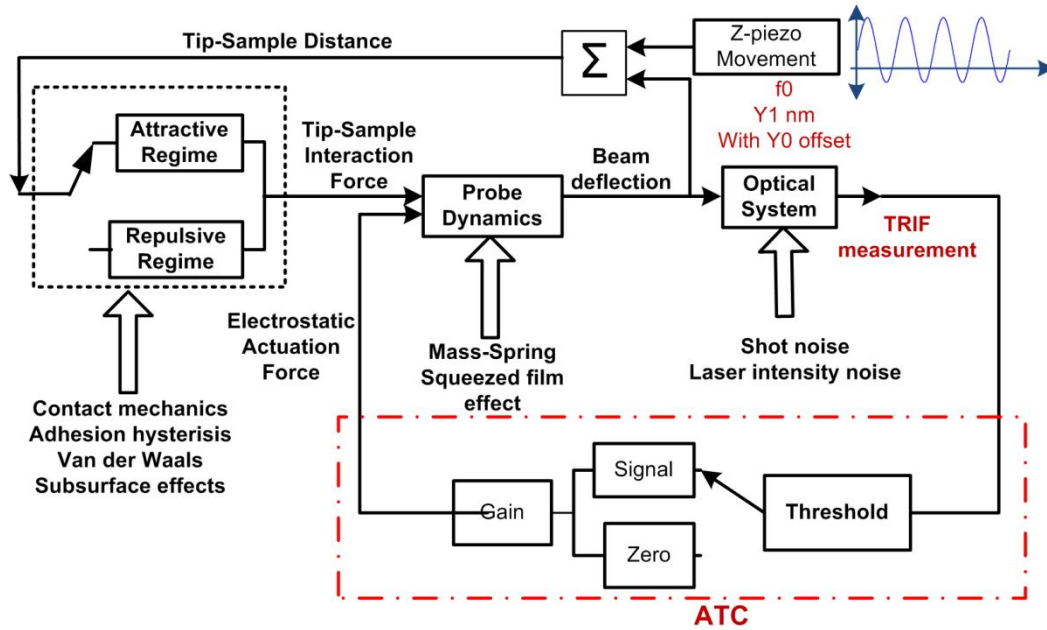 Tip-Sample Distance
Σ
Z-piezo
Movement
f0
Y1 nm
With Y0 offset
Attractive
Regime
Repulsive
Regime
Tip-Sample
Interaction
Force
Probe
Dynamics
Beam
deflection
Optical
System
TRIF
measurement
Electrostatic
Actuation
Force
Mass-Spring
Squeezed film
effect
Shot noise
Laser intensity noise
Contact mechanics
Adhesion hysterisis
Van der Waals
Subsurface effects
Gain
Signal
Zero
Threshold
ATC